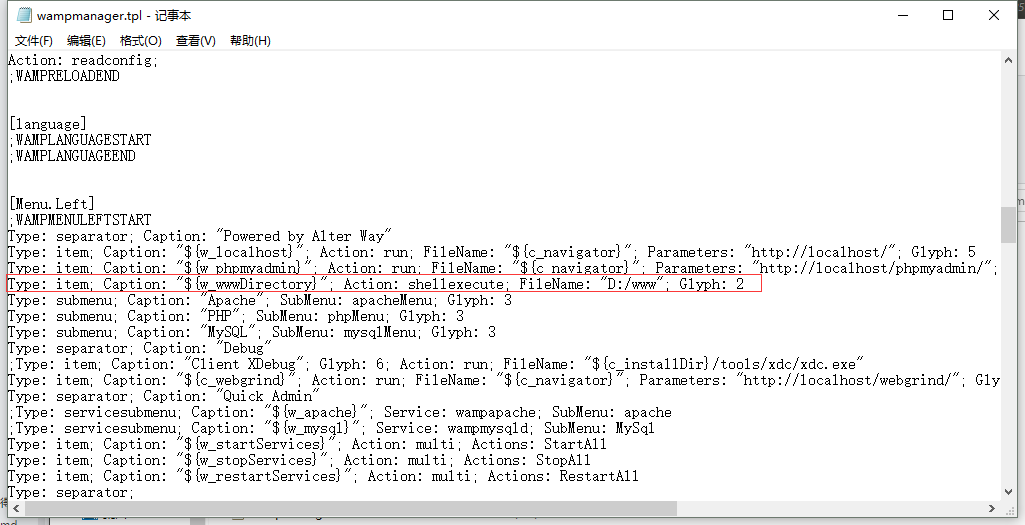 wampmanager.tpl - 记事本
文件(F) 编辑(E) 格式(O) 查看(V) 帮助(H)
Action: readconfig;
;WAMPRELOADEND
[language]
;WAMPLANGUAGESTART
;WAMPLANGUAGEEND
[Menu.Left]
;WAMPMENULEFTSTART
Type: separator; Caption: "Powered by Alter Way"
Type: item; Caption: "${w_localhost}"; Action: run; FileName: "${c_navigator}"; Parameters: "http://localhost/"; Glyph: 5
Type: item; Caption: "${w_phpmyadmin}"; Action: run; FileName: "${c_navigator}"; Parameters: "http://localhost/phpmyadmin/";
Type: item; Caption: "${w_wwwDirectory}"; Action: shellexecute; FileName: "D:/www"; Glyph: 2
Type: submenu; Caption: "Apache"; SubMenu: apacheMenu; Glyph: 3
Type: submenu; Caption: "PHP"; SubMenu: phpMenu; Glyph: 3
Type: submenu; Caption: "MySQL"; SubMenu: mysqlMenu; Glyph: 3
Type: separator; Caption: "Debug"
;Type: item; Caption: "Client XDebug"; Glyph: 6; Action: run; FileName: "${c_installDir}/tools/xdc/xdc.exe"
Type: item; Caption: "${c_webgrind}"; Action: run; FileName: "${c_navigator}"; Parameters: "http://localhost/webgrind/"; Gly
Type: separator; Caption: "Quick Admin"
;Type: servicesubmenu; Caption: "${w_apache}"; Service: wampapache; SubMenu: apache
;Type: servicesubmenu; Caption: "${w_mysql}"; Service: wampmysqld; SubMenu: MySql
Type: item; Caption: "${w_startServices}"; Action: multi; Actions: StartAll
Type: item; Caption: "${w_stopServices}"; Action: multi; Actions: StopAll
Type: item; Caption: "${w_restartServices}"; Action: multi; Actions: RestartAll
Type: separator;